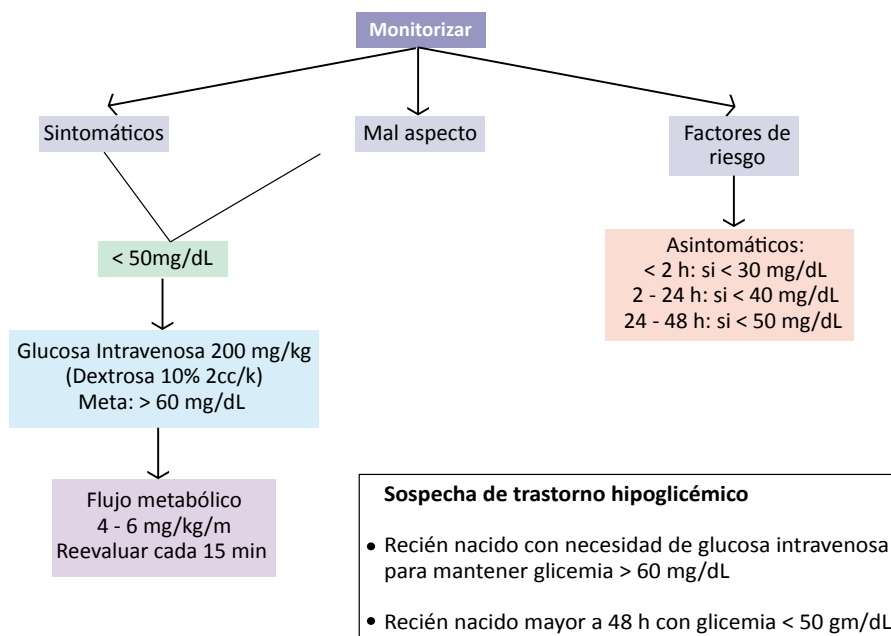 Monitorizar
Sintomáticos
Mal aspecto
Factores de
riesgo
< 50mg/dL
Asintomáticos:
< 2 h: si < 30 mg/dL
2 - 24 h: si < 40 mg/dL
24 - 48 h: si < 50 mg/dL
Glucosa Intravenosa 200 mg/kg
(Dextrosa 10% 2cc/k)
Meta: > 60 mg/dL
Flujo metabólico
4 - 6 mg/kg/m
Reevaluar cada 15 min
Sospecha de trastorno hipoglicémico
• Recién nacido con necesidad de glucosa intravenosa
para mantener glicemia > 60 mg/dL
• Recién nacido mayor a 48 h con glicemia < 50 gm/dL